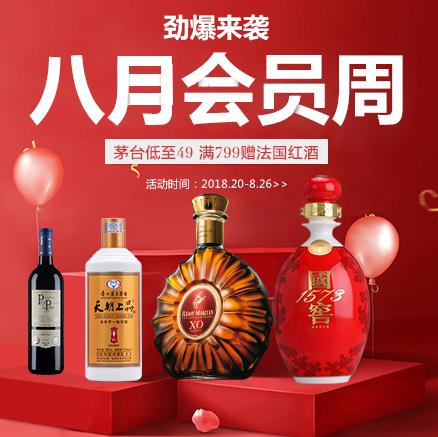 劲爆来袭
八月会员周
茅台低至49 满799赠法国红酒
活动时间：2018.20-8.26>>
天朝上品
RÉMY MARTIN
XO
國窖
1573